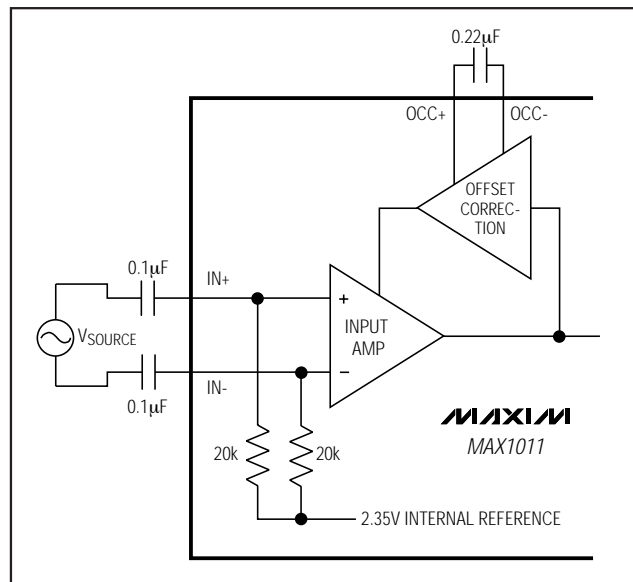 0.22µF
OCC+ OCC-
OFFSET
CORREC-
TION
0.1µF
IN+
+
INPUT
AMP
VSOURCE
−
IN-
0.1µF
MAXIM
MAX1011
20k 20k
2.35V INTERNAL REFERENCE